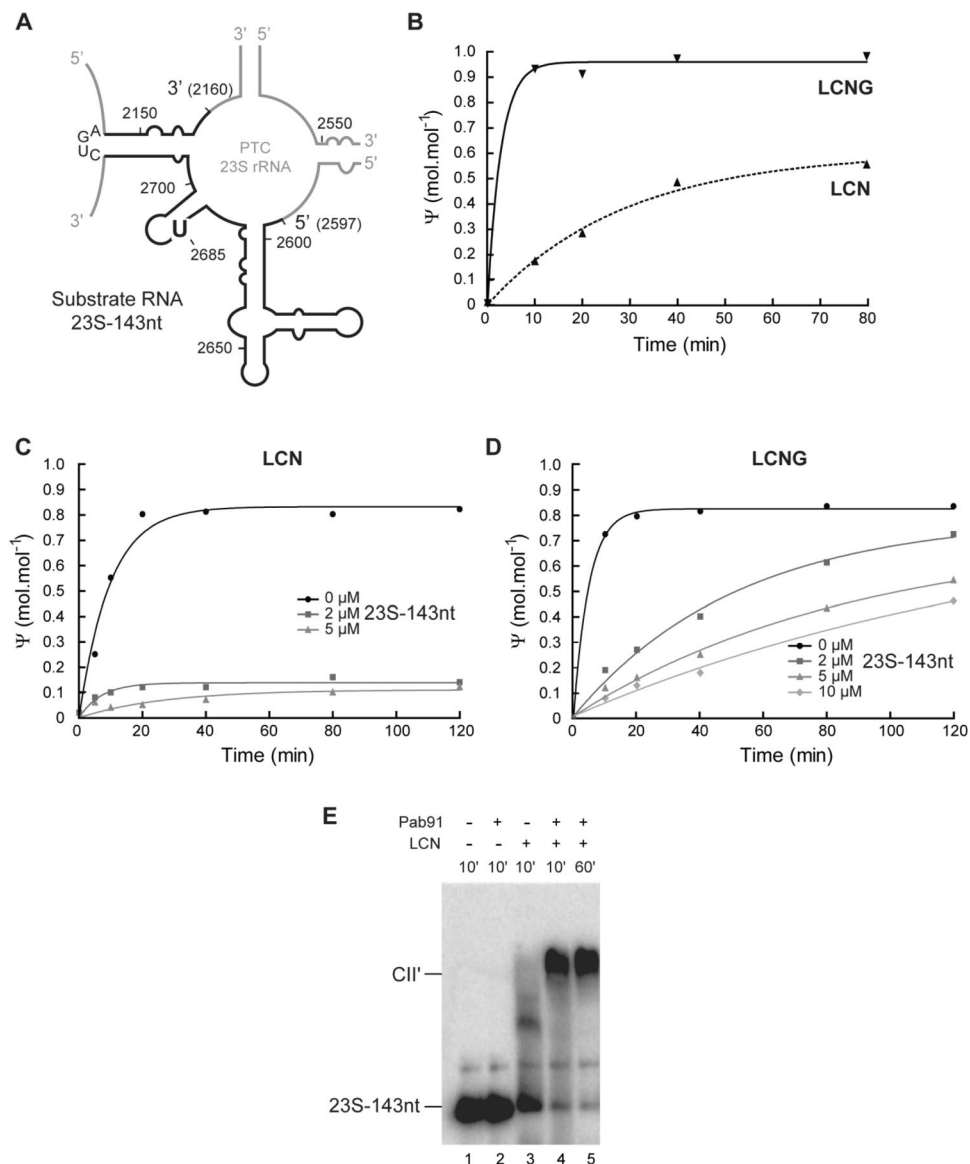 A
3' 5'
5'
3' (2160)
2150
2550
3'
G A
U C
PTC
23S rRNA
5'
2700
3'
5' (2597)
2600
U
2685
Substrate RNA
23S-143nt
2650
B
Ψ (mol.mol⁻¹)
1.0
0.9
0.8
0.7
0.6
0.5
0.4
0.3
0.2
0.1
0
LCNG
LCN
0 10 20 30 40 50 60 70 80
Time (min)
C
LCN
Ψ (mol.mol⁻¹)
1.0
0.9
0.8
0.7
0.6
0.5
0.4
0.3
0.2
0.1
0
0 µM
2 µM 23S-143nt
5 µM
0 20 40 60 80 100 120
Time (min)
D
LCNG
Ψ (mol.mol⁻¹)
1.0
0.9
0.8
0.7
0.6
0.5
0.4
0.3
0.2
0.1
0
0 µM
2 µM
5 µM 23S-143nt
10 µM
0 20 40 60 80 100 120
Time (min)
E
Pab91 - + - + +
LCN - - + + +
10' 10' 10' 10' 60'
CII'
23S-143nt
1 2 3 4 5